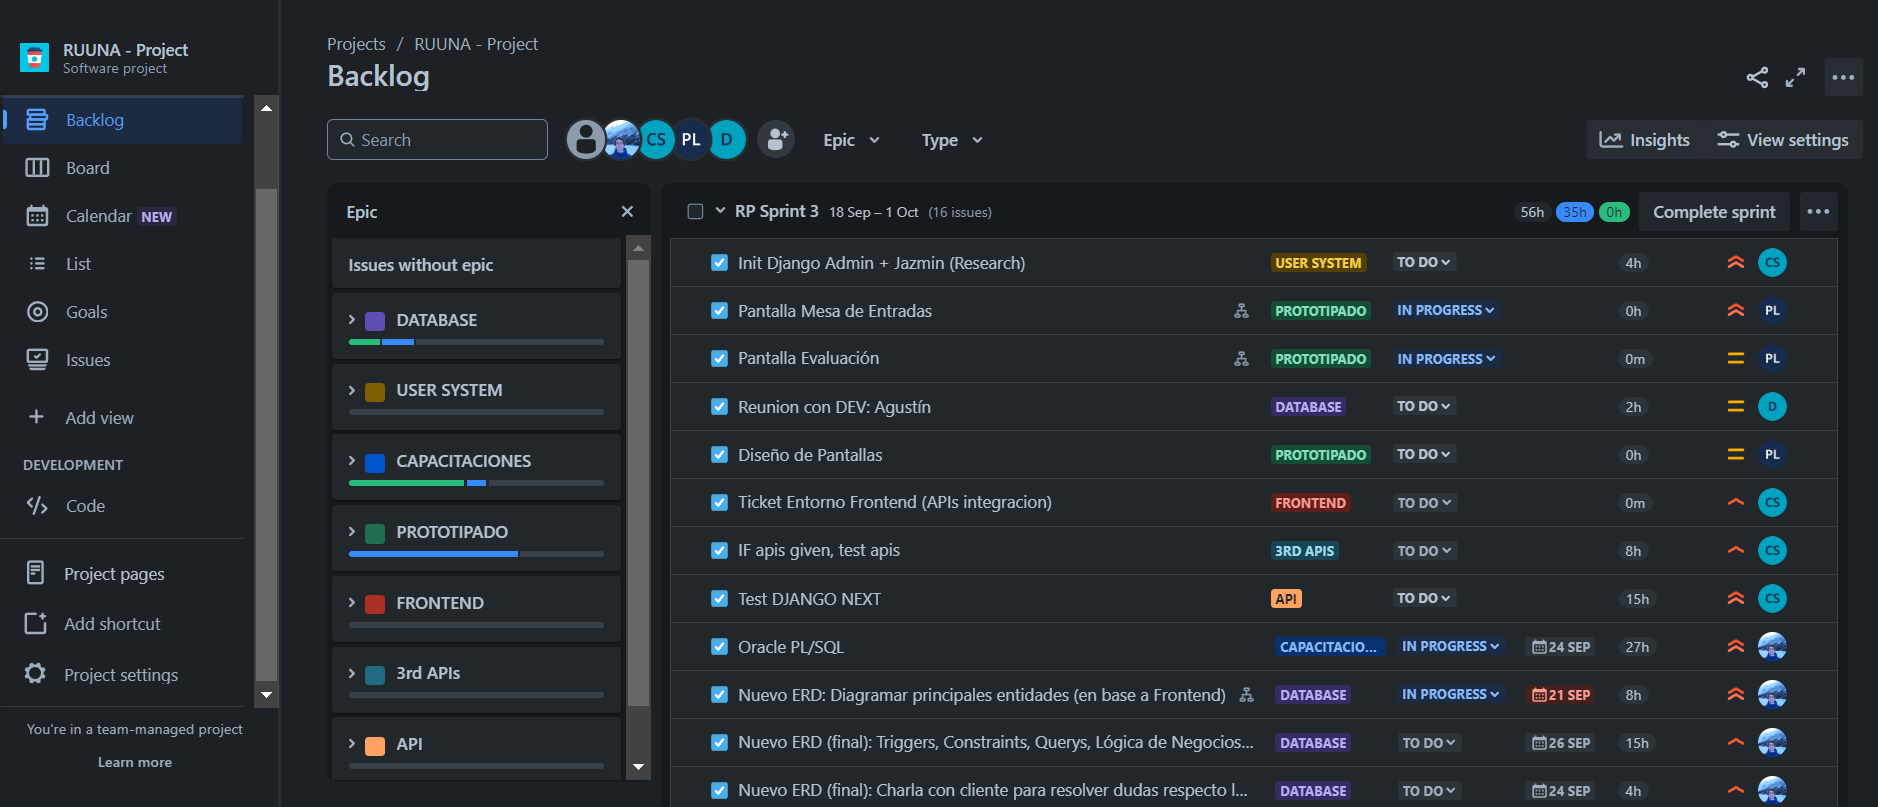 RUUNA - Project
Software project
Backlog
Board
Calendar NEW
List
Goals
Issues
Add view
DEVELOPMENT
Code
Project pages
Add shortcut
Project settings
You're in a team-managed project
Learn more
Projects / RUUNA - Project
Backlog
Search CS PL D Epic Type Insights View settings
Epic
Issues without epic
DATABASE
USER SYSTEM
CAPACITACIONES
PROTOTIPADO
FRONTEND
3rd APIs
API
RP Sprint 3 18 Sep – 1 Oct (16 issues) 56h 35h 0h Complete sprint
Init Django Admin + Jazmin (Research) USER SYSTEM TO DO 4h CS
Pantalla Mesa de Entradas PROTOTIPADO IN PROGRESS 0h PL
Pantalla Evaluación PROTOTIPADO IN PROGRESS 0m PL
Reunion con DEV: Agustín DATABASE TO DO 2h D
Diseño de Pantallas PROTOTIPADO TO DO 0h PL
Ticket Entorno Frontend (APIs integracion) FRONTEND TO DO 0m CS
IF apis given, test apis 3RD APIS TO DO 8h CS
Test DJANGO NEXT API TO DO 15h CS
Oracle PL/SQL CAPACITACIO... IN PROGRESS 24 SEP 27h
Nuevo ERD: Diagramar principales entidades (en base a Frontend) DATABASE IN PROGRESS 21 SEP 8h
Nuevo ERD (final): Triggers, Constraints, Querys, Lógica de Negocios... DATABASE TO DO 26 SEP 15h
Nuevo ERD (final): Charla con cliente para resolver dudas respecto l... DATABASE TO DO 24 SEP 4h